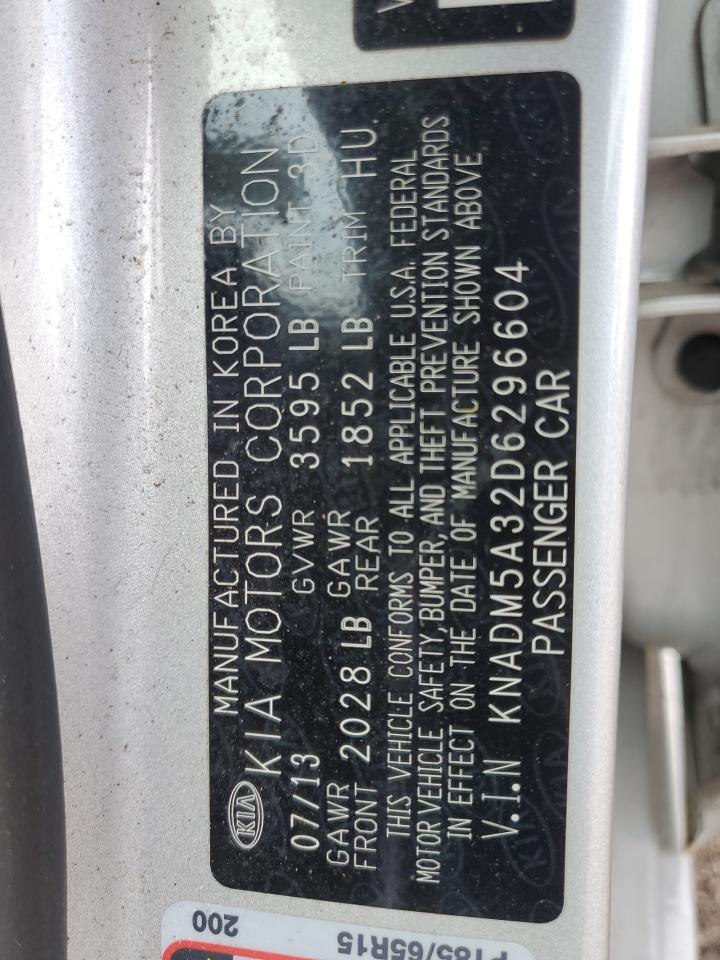 MANUFACTURED IN KOREA BY
KIA KIA MOTORS CORPORATION
07/13 GVWR 3595 LB PAINT 3D
GAWR GAWR
FRONT 2028 LB REAR 1852 LB TRIM HU
THIS VEHICLE CONFORMS TO ALL APPLICABLE U.S.A. FEDERAL
MOTOR VEHICLE SAFETY, BUMPER, AND THEFT PREVENTION STANDARDS
IN EFFECT ON THE DATE OF MANUFACTURE SHOWN ABOVE
V.I.N KNADM5A32D6296604
PASSENGER CAR
P185/65R15
200